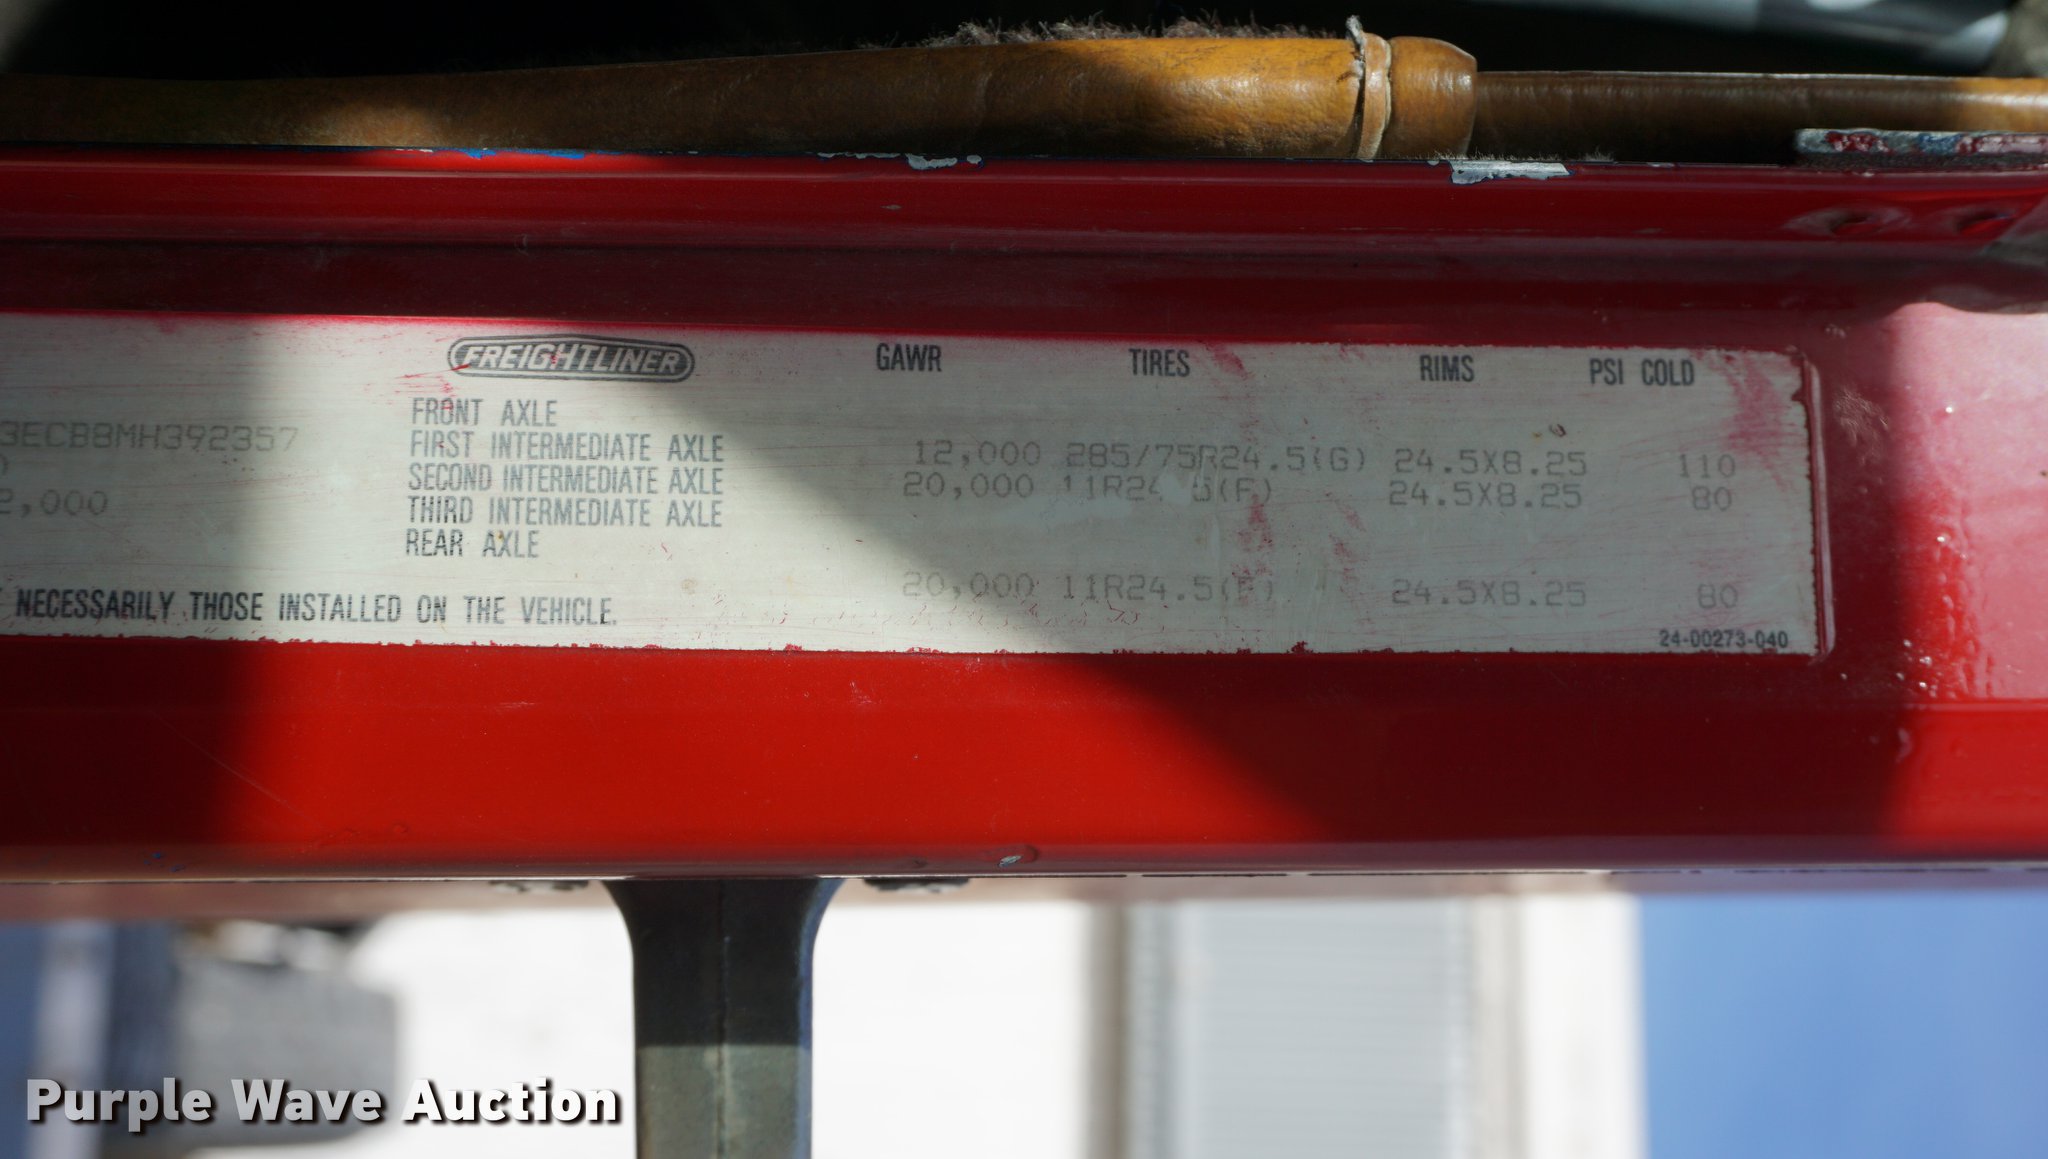 FREIGHTLINER GAWR TIRES RIMS PSI COLD
FRONT AXLE
3ECB8MH392357 FIRST INTERMEDIATE AXLE 12,000 285/75R24.5(G) 24.5X8.25 110
SECOND INTERMEDIATE AXLE 20,000 11R24.5(F) 24.5X8.25 80
2,000 THIRD INTERMEDIATE AXLE
REAR AXLE
20,000 11R24.5(F) 24.5X8.25 80
NECESSARILY THOSE INSTALLED ON THE VEHICLE.
24-00273-040
Purple Wave Auction